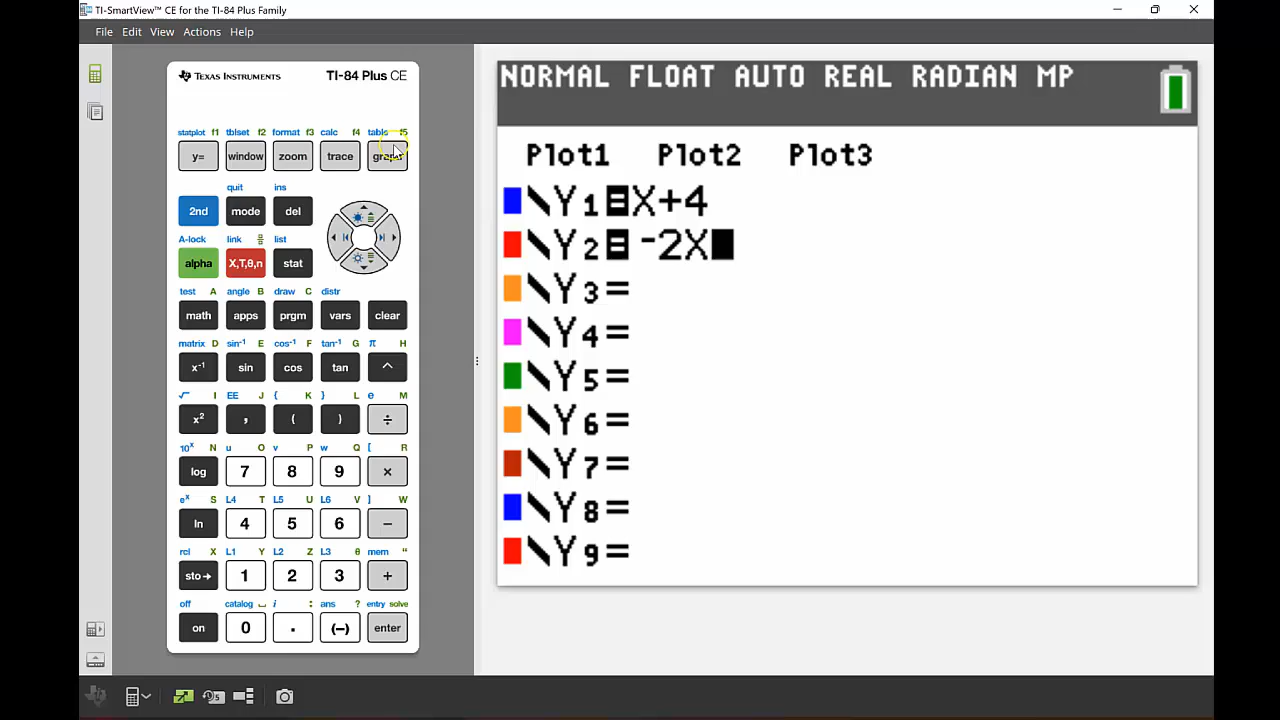 TI-SmartView™ CE for the TI-84 Plus Family
File Edit View Actions Help
TEXAS INSTRUMENTS TI-84 Plus CE
statplot f1 tblset f2 format f3 calc f4 table f5
y= window zoom trace graph
quit ins
2nd mode del
A-lock link list
alpha X,T,θ,n stat
test A angle B draw C distr
math apps prgm vars clear
matrix D sin⁻¹ E cos⁻¹ F tan⁻¹ G π H
x⁻¹ sin cos tan ^
√ I EE J { K } L e M
x² , ( ) ÷
10ˣ N u O v P w Q [ R
log 7 8 9 ×
eˣ S L4 T L5 U L6 V ] W
ln 4 5 6 −
rcl X L1 Y L2 Z L3 θ mem “
sto→ 1 2 3 +
off catalog ⎵ i : ans ? entry solve
on 0 . (−) enter
NORMAL FLOAT AUTO REAL RADIAN MP
Plot1 Plot2 Plot3
\Y1=X+4
\Y2=-2X
\Y3=
\Y4=
\Y5=
\Y6=
\Y7=
\Y8=
\Y9=